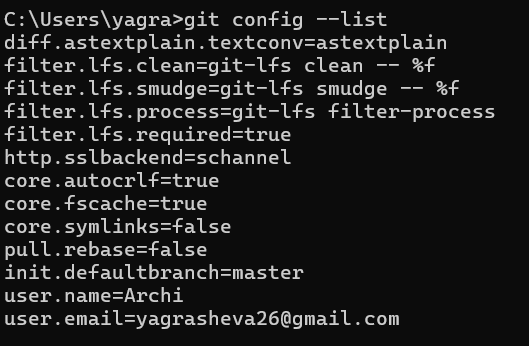 C:\Users\yagra>git config --list
diff.astextplain.textconv=astextplain
filter.lfs.clean=git-lfs clean -- %f
filter.lfs.smudge=git-lfs smudge -- %f
filter.lfs.process=git-lfs filter-process
filter.lfs.required=true
http.sslbackend=schannel
core.autocrlf=true
core.fscache=true
core.symlinks=false
pull.rebase=false
init.defaultbranch=master
user.name=Archi
user.email=yagrasheva26@gmail.com